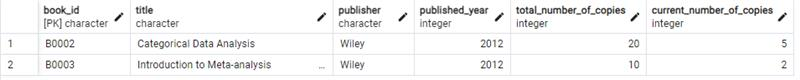 book_id title publisher published_year total_number_of_copies current_number_of_copies
[PK] character character character integer integer integer
1 B0002 Categorical Data Analysis Wiley 2012 20 5
2 B0003 Introduction to Meta-analysis ... Wiley 2012 10 2